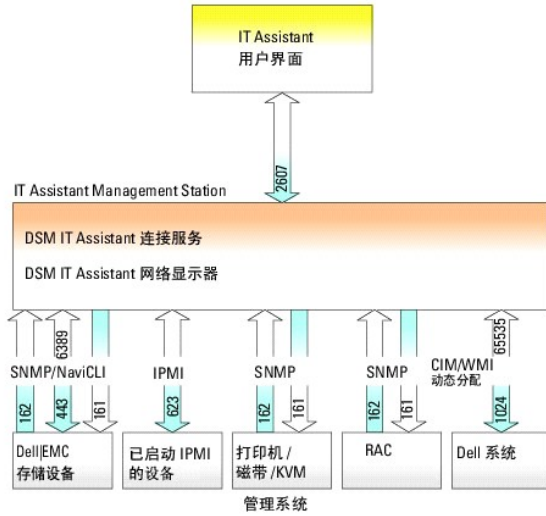 IT Assistant
用户界面
2607
IT Assistant Management Station
DSM IT Assistant 连接服务
DSM IT Assistant 网络显示器
6389
65535
SNMP/NaviCLI
IPMI
SNMP
SNMP
CIM/WMI
动态分配
162
443
161
623
162
161
162
161
1024
Dell|EMC
存储设备
已启动 IPMI
的设备
打印机 /
磁带 /KVM
RAC
Dell 系统
管理系统